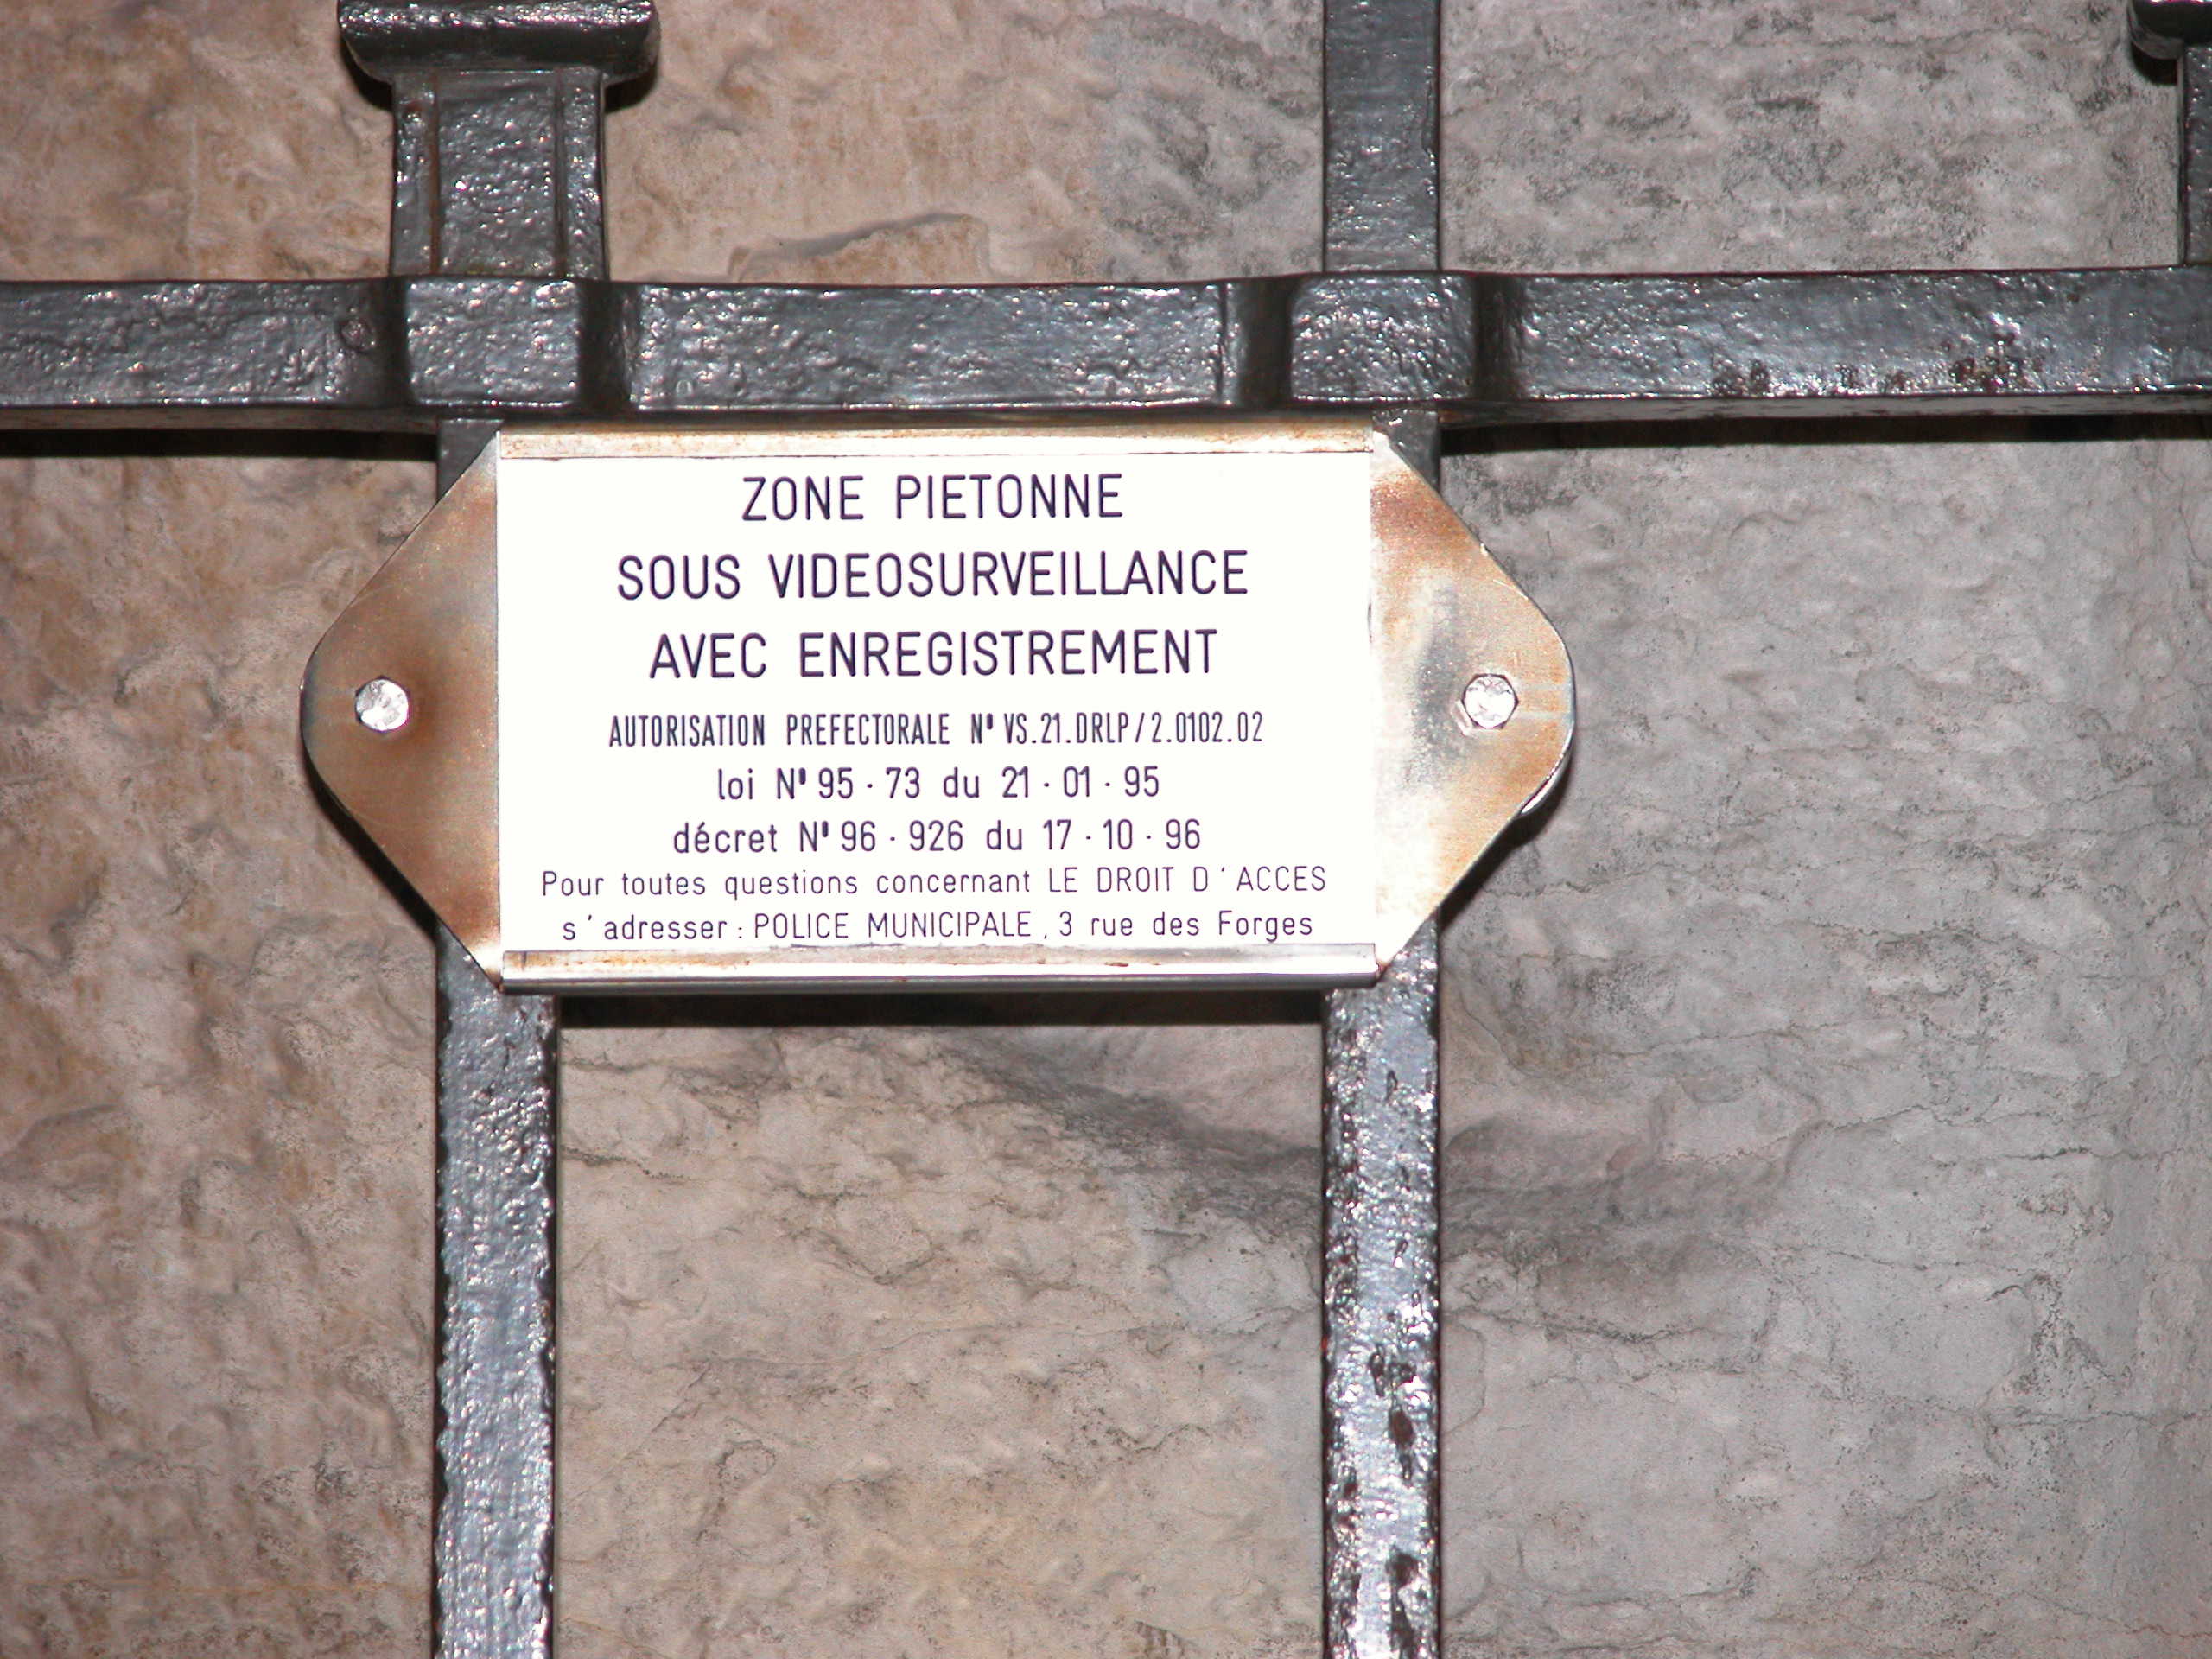 ZONE PIETONNE
SOUS VIDEOSURVEILLANCE
AVEC ENREGISTREMENT
AUTORISATION PREFECTORALE N° VS.21.DRLP/2.0102.02
loi N° 95 · 73 du 21 · 01 · 95
décret N° 96 · 926 du 17 · 10 · 96
Pour toutes questions concernant LE DROIT D'ACCES
s'adresser : POLICE MUNICIPALE, 3 rue des Forges